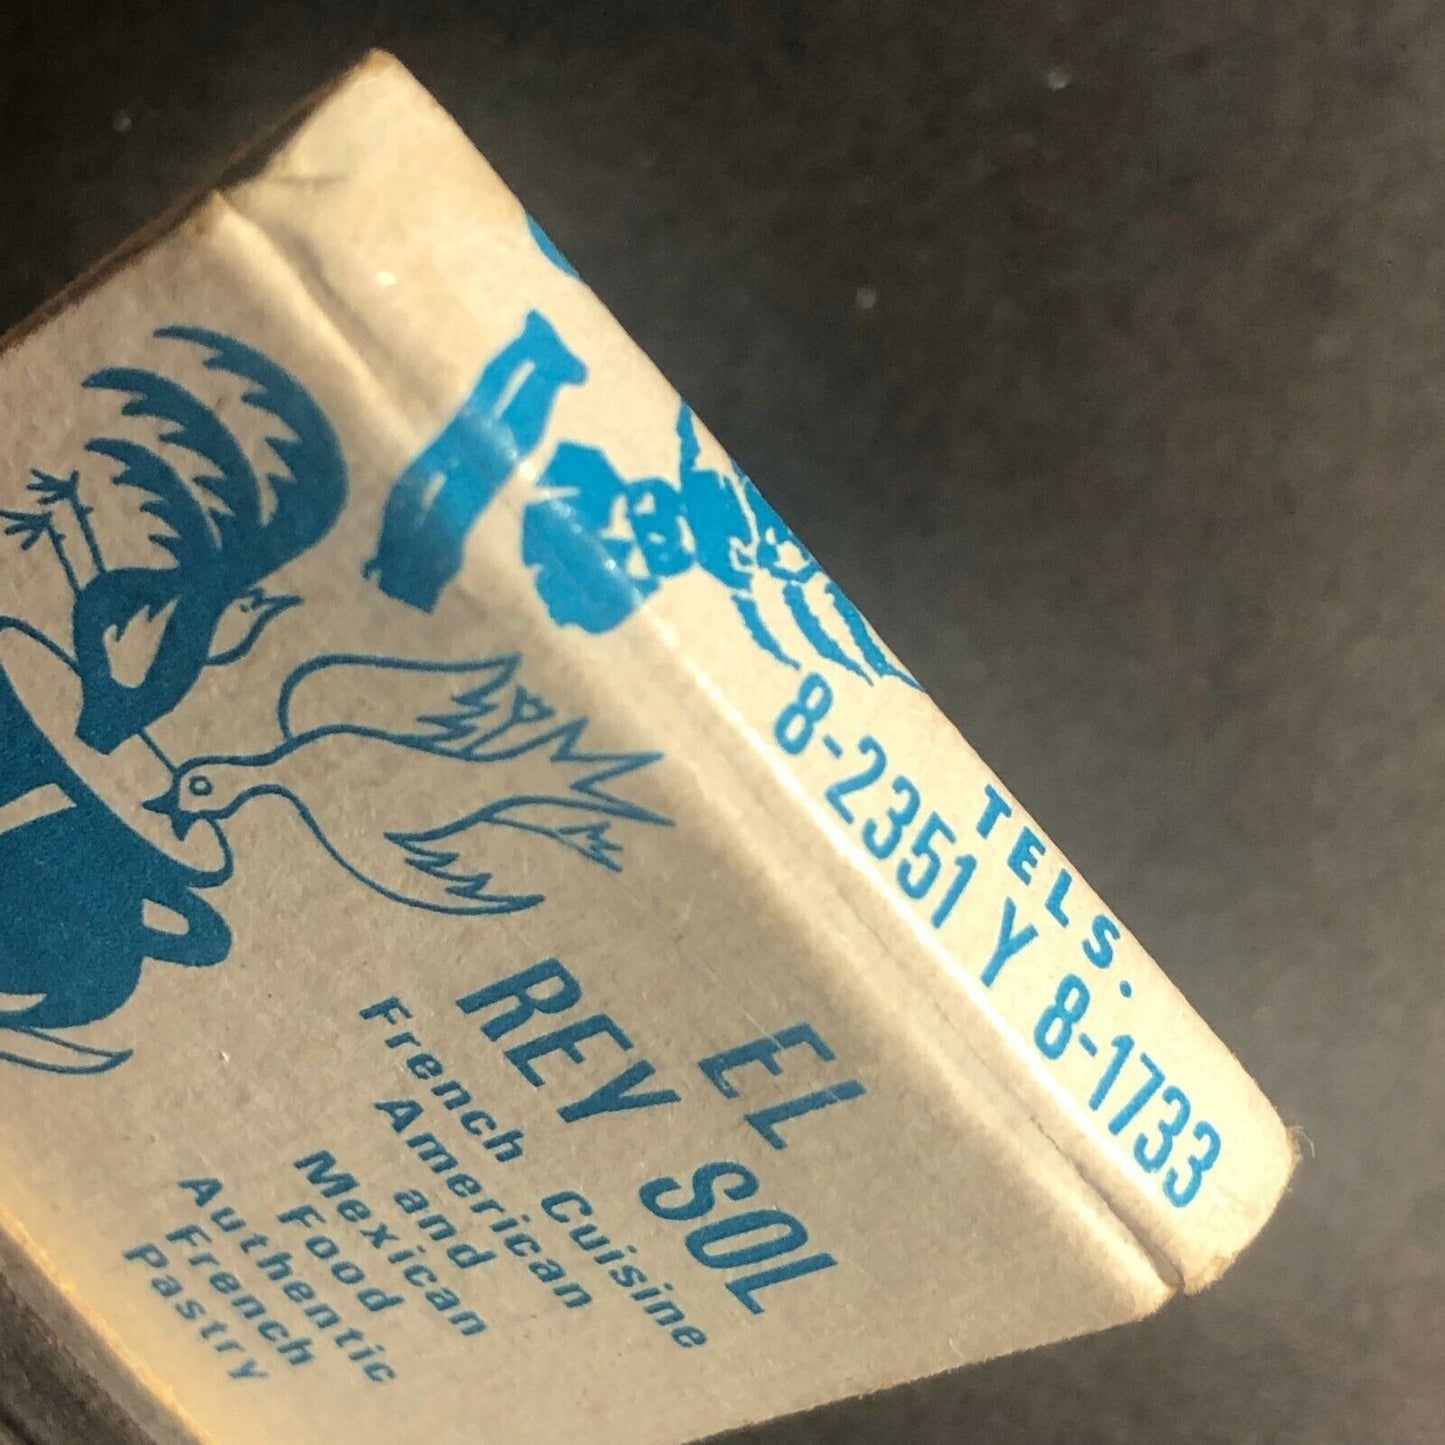 TELS.
8-2351 Y 8-1733
EL
REY SOL
French Cuisine
American
and
Mexican
Food
Authentic
French
Pastry